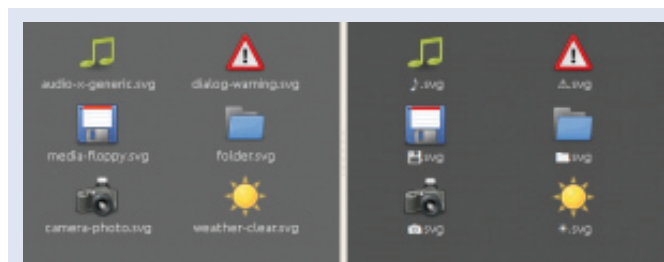 audio-x-generic.svg
dialog-warning.svg
media-floppy.svg
folder.svg
camera-photo.svg
weather-clear.svg
♪.svg
⚠.svg
💾.svg
📁.svg
📷.svg
☀.svg